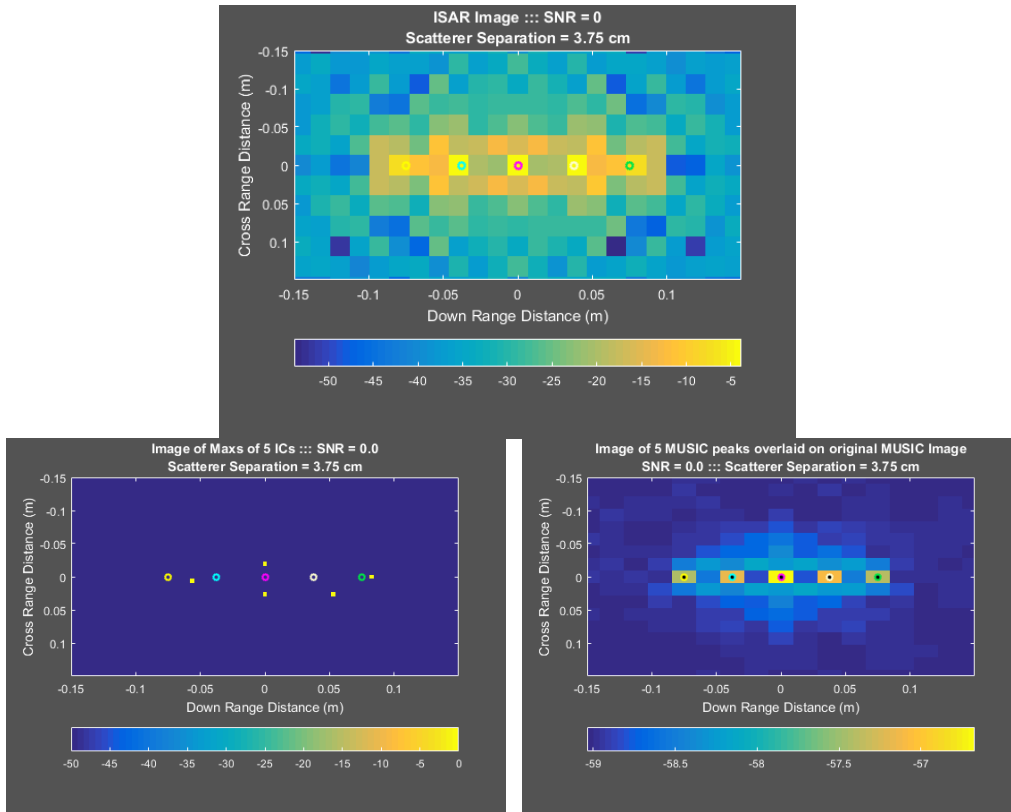 ISAR Image ::: SNR = 0
Scatterer Separation = 3.75 cm
Cross Range Distance (m)
-0.15
-0.1
-0.05
0
0.05
0.1
-0.15 -0.1 -0.05 0 0.05 0.1
Down Range Distance (m)
-50 -45 -40 -35 -30 -25 -20 -15 -10 -5
Image of Maxs of 5 ICs ::: SNR = 0.0
Scatterer Separation = 3.75 cm
Cross Range Distance (m)
-0.15
-0.1
-0.05
0
0.05
0.1
-0.15 -0.1 -0.05 0 0.05 0.1
Down Range Distance (m)
-50 -45 -40 -35 -30 -25 -20 -15 -10 -5 0
Image of 5 MUSIC peaks overlaid on original MUSIC Image
SNR = 0.0 ::: Scatterer Separation = 3.75 cm
Cross Range Distance (m)
-0.15
-0.1
-0.05
0
0.05
0.1
-0.15 -0.1 -0.05 0 0.05 0.1
Down Range Distance (m)
-59 -58.5 -58 -57.5 -57